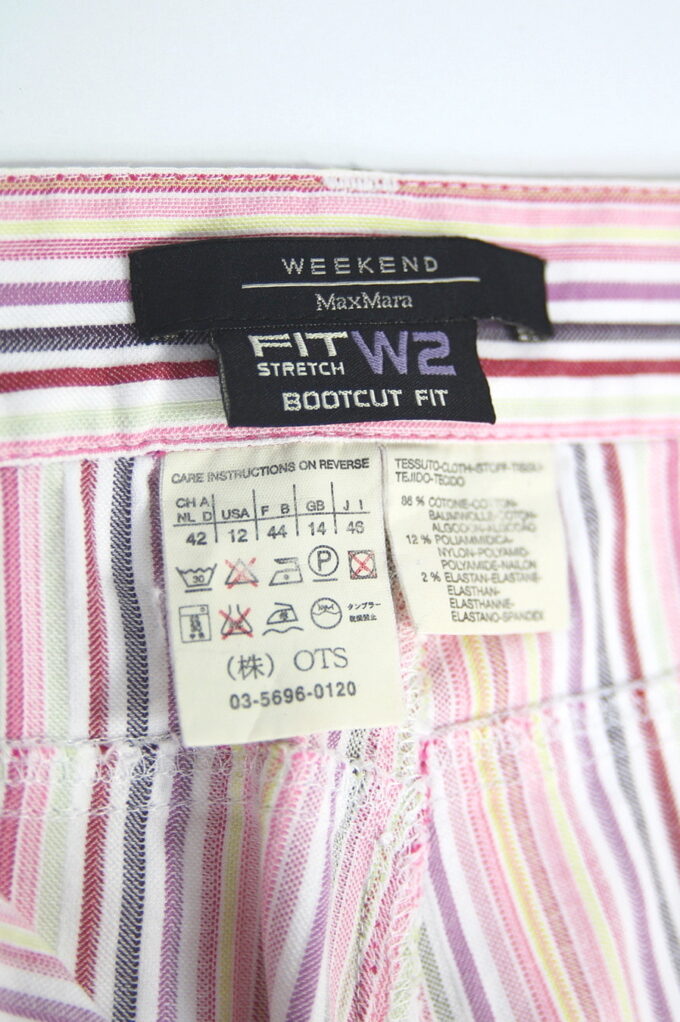 WEEKEND
MaxMara
FIT W2
STRETCH
BOOTCUT FIT
CARE INSTRUCTIONS ON REVERSE
CH A USA F B GB J I
NL D
42 12 44 14 46
30 P
タンブラー
乾燥禁止
(株) OTS
03-5696-0120
TESSUTO-CLOTH-STOFF-TISSU-
TEJIDO-TECIDO
86 % COTONE-COTTON-
BAUMWOLLE-COTON-
ALGODON-ALGODÃO
12 % POLIAMMIDICA-
NYLON-POLYAMID-
POLYAMIDE-NAILON
2 % ELASTAN-ELASTANE-
ELASTHAN-
ELASTHANNE-
ELASTANO-SPANDEX